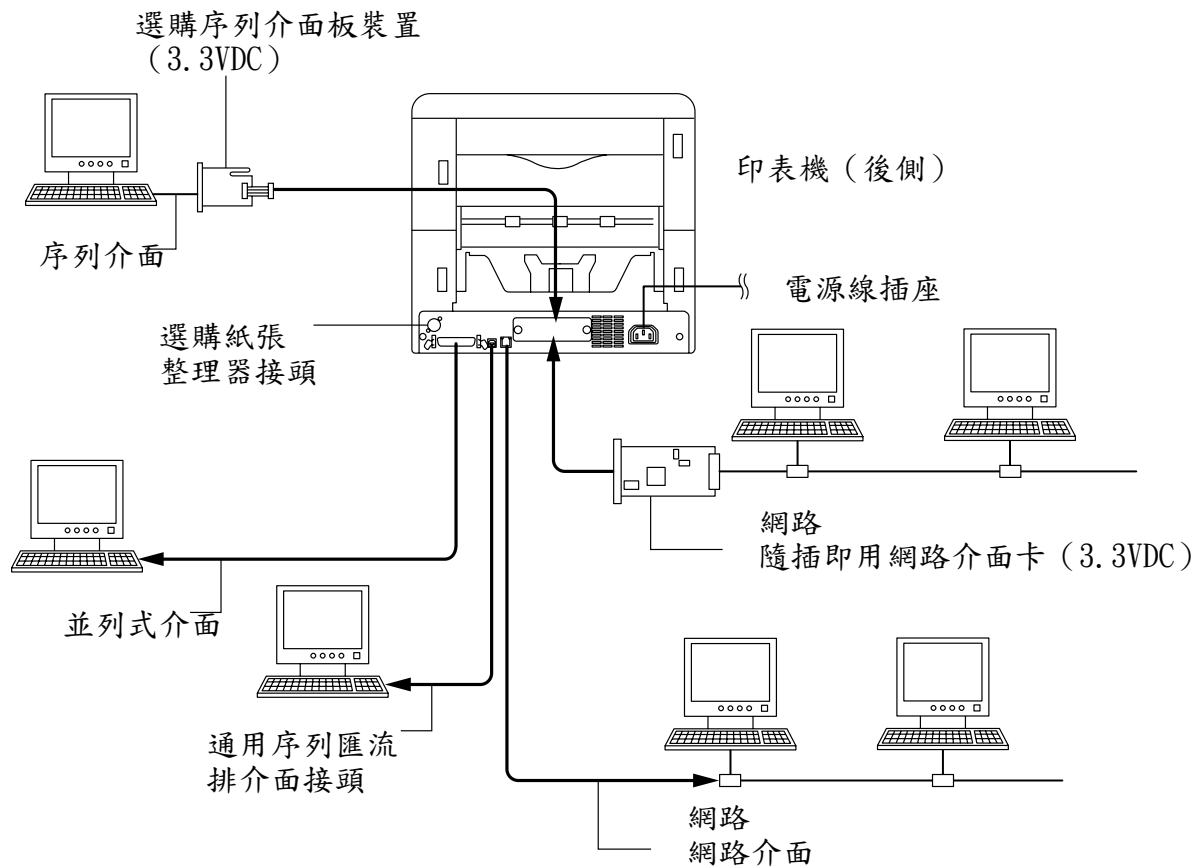 選購序列介面板裝置
（3.3VDC）
印表機（後側）
序列介面
電源線插座
選購紙張
整理器接頭
網路
隨插即用網路介面卡（3.3VDC）
並列式介面
通用序列匯流
排介面接頭
網路
網路介面